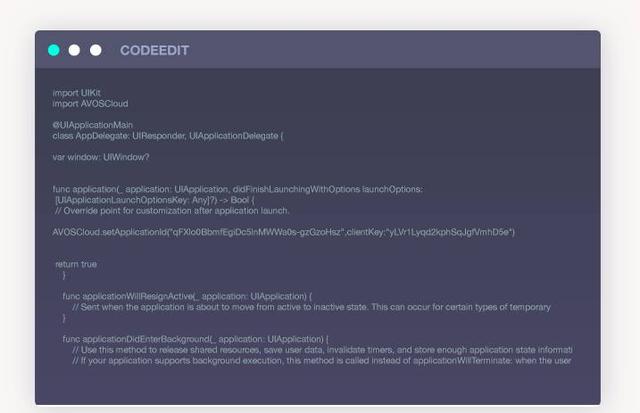 CODEEDIT
import UIKit
import AVOSCloud
@UIApplicationMain
class AppDelegate: UIResponder, UIApplicationDelegate {
var window: UIWindow?
func application(_ application: UIApplication, didFinishLaunchingWithOptions launchOptions:
[UIApplicationLaunchOptionsKey: Any]?) -> Bool {
// Override point for customization after application launch.
AVOSCloud.setApplicationId("qFXlo0BbmfEgiDc5lnMWWa0s-gzGzoHsz",clientKey:"yLVr1Lyqd2kphSqJgfVmhD5e")
return true
}
func applicationWillResignActive(_ application: UIApplication) {
// Sent when the application is about to move from active to inactive state. This can occur for certain types of temporary
}
func applicationDidEnterBackground(_ application: UIApplication) {
// Use this method to release shared resources, save user data, invalidate timers, and store enough application state informati
// If your application supports background execution, this method is called instead of applicationWillTerminate: when the user